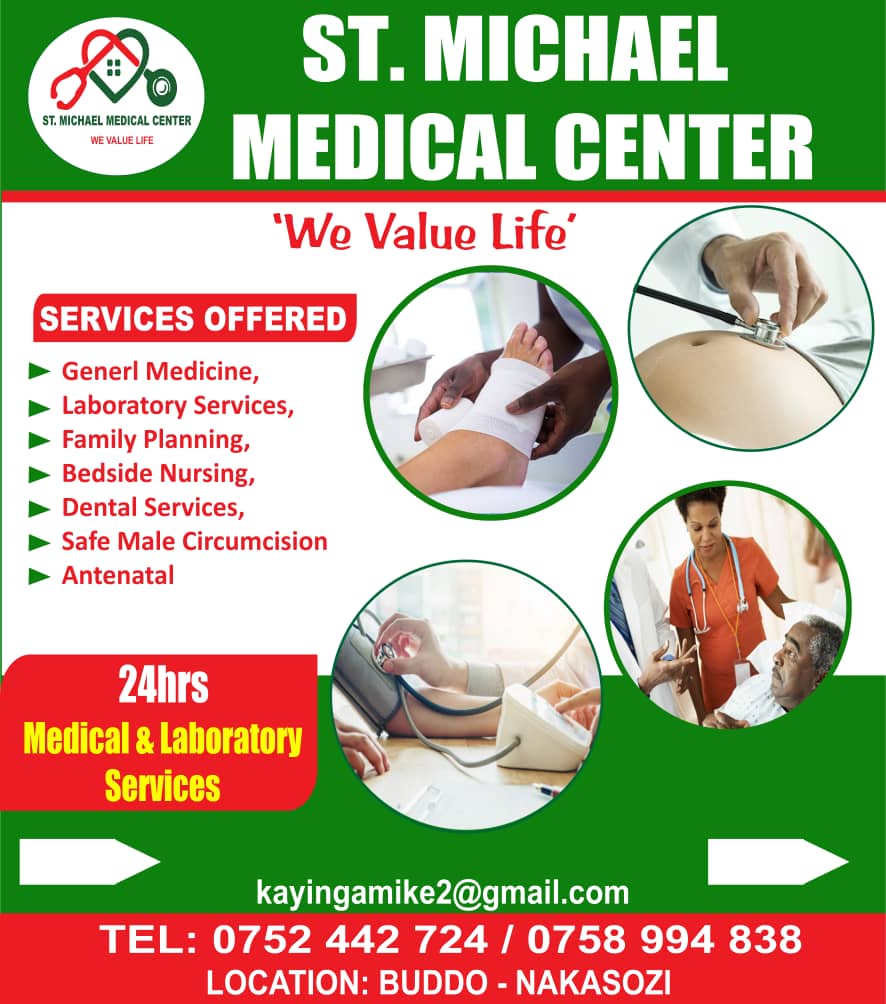 ST. MICHAEL MEDICAL CENTER
WE VALUE LIFE
ST. MICHAEL
MEDICAL CENTER
‘We Value Life’
SERVICES OFFERED
Generl Medicine,
Laboratory Services,
Family Planning,
Bedside Nursing,
Dental Services,
Safe Male Circumcision
Antenatal
24hrs
Medical & Laboratory
Services
kayingamike2@gmail.com
TEL: 0752 442 724 / 0758 994 838
LOCATION: BUDDO - NAKASOZI